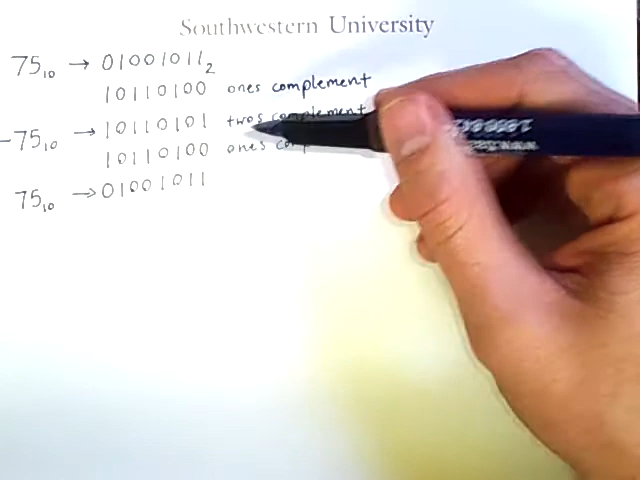 Southwestern University
75₁₀ → 01001011₂
10110100 ones complement
-75₁₀ → 10110101 twos complement
10110100 ones
75₁₀ → 01001011